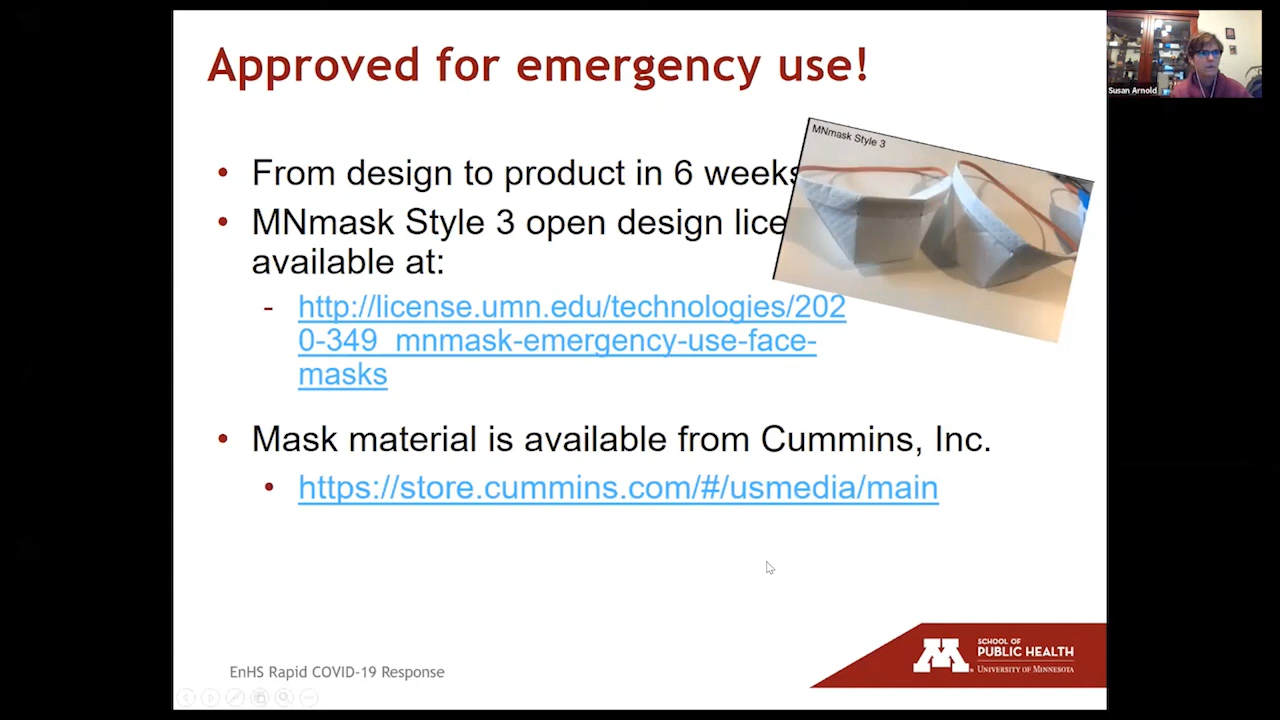 Approved for emergency use!
Susan Arnold
MNmask Style 3
• From design to product in 6 weeks
• MNmask Style 3 open design lice
available at:
- http://license.umn.edu/technologies/202
0-349_mnmask-emergency-use-face-
masks
• Mask material is available from Cummins, Inc.
• https://store.cummins.com/#/usmedia/main
EnHS Rapid COVID-19 Response
M
SCHOOL OF
PUBLIC HEALTH
UNIVERSITY OF MINNESOTA